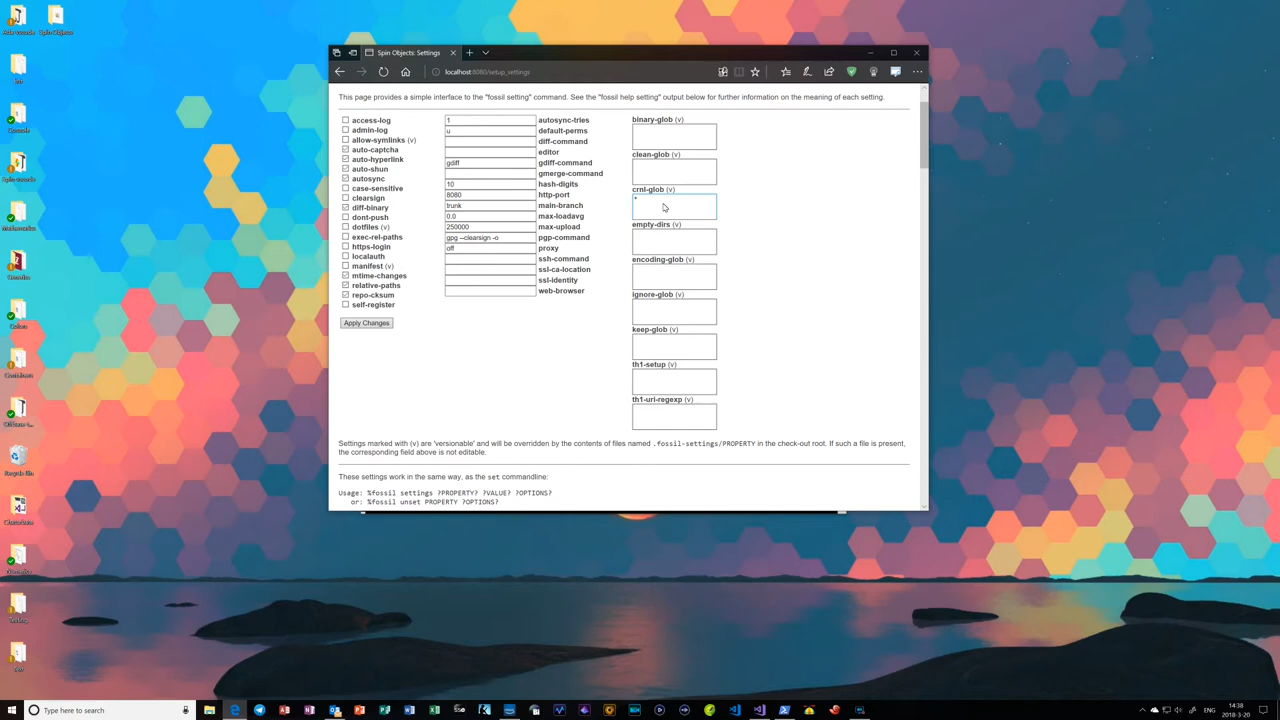 Spin Objects
Spin Objects: Settings
localhost:8080/setup_settings
This page provides a simple interface to the "fossil setting" command. See the "fossil help setting" output below for further information on the meaning of each setting.
access-log
admin-log
allow-symlinks (v)
auto-captcha
auto-hyperlink
auto-shun
autosync
case-sensitive
clearsign
diff-binary
dont-push
dotfiles (v)
exec-rel-paths
https-login
localauth
manifest (v)
mtime-changes
relative-paths
repo-cksum
self-register
Apply Changes
1 autosync-tries
u default-perms
diff-command
editor
gdiff gdiff-command
gmerge-command
10 hash-digits
8080 http-port
trunk main-branch
0.0 max-loadavg
250000 max-upload
gpg --clearsign -o pgp-command
off proxy
ssh-command
ssl-ca-location
ssl-identity
web-browser
binary-glob (v)
clean-glob (v)
crnl-glob (v)
*
empty-dirs (v)
encoding-glob (v)
ignore-glob (v)
keep-glob (v)
th1-setup (v)
th1-uri-regexp (v)
Settings marked with (v) are 'versionable' and will be overridden by the contents of files named .fossil-settings/PROPERTY in the check-out root. If such a file is present,
the corresponding field above is not editable.
These settings work in the same way, as the set commandline:
Usage: %fossil settings ?PROPERTY? ?VALUE? ?OPTIONS?
or: %fossil unset PROPERTY ?OPTIONS?
Console
Mathematics
Recycle Bin
Testing
Type here to search
ENG
14:38
2018-3-20